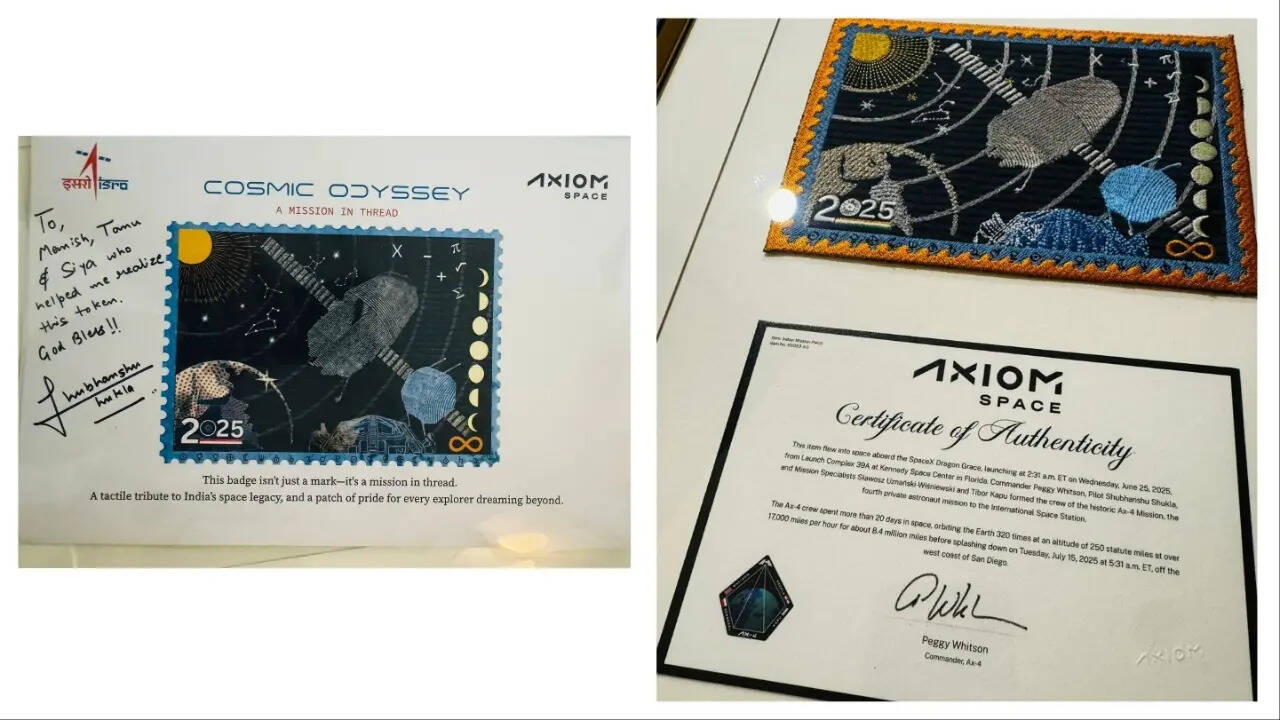 इसरो isro
COSMIC ODYSSEY
A MISSION IN THREAD
AXIOM
SPACE
To,
Manish, Tanu
& Siya who
helped me realize
this token.
God Bless!!
Shubhanshu
Shukla
X - π
+
2025
This badge isn't just a mark—it's a mission in thread.
A tactile tribute to India's space legacy, and a patch of pride for every explorer dreaming beyond.
X π
+
2025
AXIOM
SPACE
Certificate of Authenticity
This item flew into space aboard the SpaceX Dragon Grace, launching at 2:31 a.m. ET on Wednesday, June 25, 2025,
from Launch Complex 39A at Kennedy Space Center in Florida. Commander Peggy Whitson, Pilot Shubhanshu Shukla,
and Mission Specialists Sławosz Uznański-Wiśniewski and Tibor Kapu formed the crew of the historic Ax-4 Mission, the
fourth private astronaut mission to the International Space Station.
The Ax-4 crew spent more than 20 days in space, orbiting the Earth 320 times at an altitude of 250 statute miles at over
17,000 miles per hour for about 8.4 million miles before splashing down on Tuesday, July 15, 2025 at 5:31 a.m. ET, off the
west coast of San Diego.
Peggy Whitson
Commander, Ax-4
AX-4
AXIOM